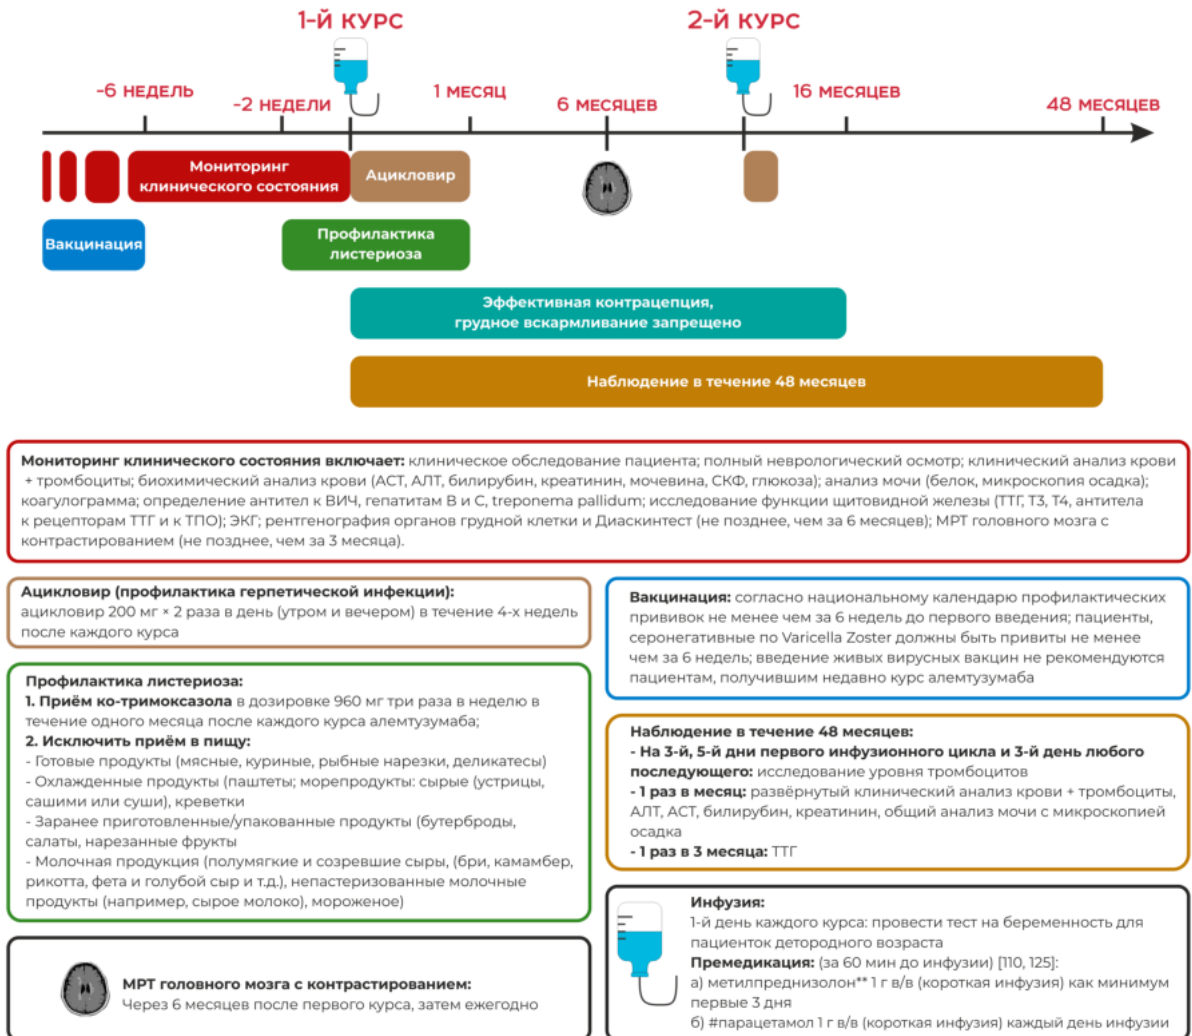 1-Й КУРС
2-Й КУРС
-6 НЕДЕЛЬ
-2 НЕДЕЛИ
1 МЕСЯЦ
6 МЕСЯЦЕВ
16 МЕСЯЦЕВ
48 МЕСЯЦЕВ
Мониторинг
клинического состояния
Ацикловир
Вакцинация
Профилактика
листериоза
Эффективная контрацепция,
грудное вскармливание запрещено
Наблюдение в течение 48 месяцев
Мониторинг клинического состояния включает: клиническое обследование пациента; полный неврологический осмотр; клинический анализ крови
+ тромбоциты; биохимический анализ крови (АСТ, АЛТ, билирубин, креатинин, мочевина, СКФ, глюкоза); анализ мочи (белок, микроскопия осадка);
коагулограмма; определение антител к ВИЧ, гепатитам B и C, treponema pallidum; исследование функции щитовидной железы (ТТГ, Т3, Т4, антитела
к рецепторам ТТГ и к ТПО); ЭКГ; рентгенография органов грудной клетки и Диаскинтест (не позднее, чем за 6 месяцев); МРТ головного мозга с
контрастированием (не позднее, чем за 3 месяца).
Ацикловир (профилактика герпетической инфекции):
ацикловир 200 мг × 2 раза в день (утром и вечером) в течение 4-х недель
после каждого курса
Профилактика листериоза:
1. Приём ко-тримоксазола в дозировке 960 мг три раза в неделю в
течение одного месяца после каждого курса алемтузумаба;
2. Исключить приём в пищу:
- Готовые продукты (мясные, куриные, рыбные нарезки, деликатесы)
- Охлажденные продукты (паштеты; морепродукты: сырые (устрицы,
сашими или суши), креветки
- Заранее приготовленные/упакованные продукты (бутерброды,
салаты, нарезанные фрукты
- Молочная продукция (полумягкие и созревшие сыры, (бри, камамбер,
рикотта, фета и голубой сыр и т.д.), непастеризованные молочные
продукты (например, сырое молоко), мороженое)
МРТ головного мозга с контрастированием:
Через 6 месяцев после первого курса, затем ежегодно
Вакцинация: согласно национальному календарю профилактических
прививок не менее чем за 6 недель до первого введения; пациенты,
серонегативные по Varicella Zoster должны быть привиты не менее
чем за 6 недель; введение живых вирусных вакцин не рекомендуются
пациентам, получившим недавно курс алемтузумаба
Наблюдение в течение 48 месяцев:
- На 3-й, 5-й дни первого инфузионного цикла и 3-й день любого
последующего: исследование уровня тромбоцитов
- 1 раз в месяц: развёрнутый клинический анализ крови + тромбоциты,
АЛТ, АСТ, билирубин, креатинин, общий анализ мочи с микроскопией
осадка
- 1 раз в 3 месяца: ТТГ
Инфузия:
1-й день каждого курса: провести тест на беременность для
пациенток детородного возраста
Премедикация: (за 60 мин до инфузии) [110, 125]:
а) метилпреднизолон** 1 г в/в (короткая инфузия) как минимум
первые 3 дня
б) #парацетамол 1 г в/в (короткая инфузия) каждый день инфузии